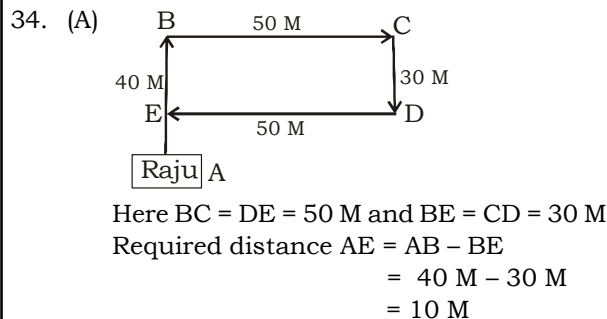 34. (A)
B 50 M C
40 M 30 M
E D
50 M
Raju A
Here BC = DE = 50 M and BE = CD = 30 M
Required distance AE = AB – BE
= 40 M – 30 M
= 10 M